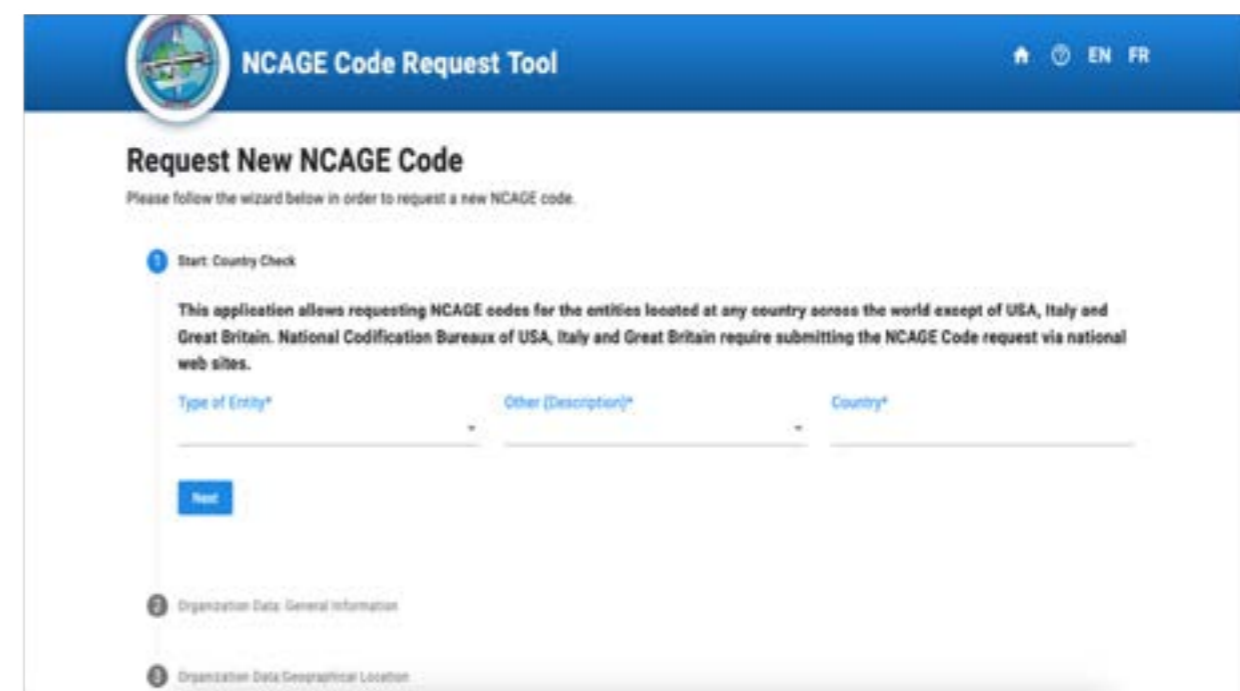 NCAGE Code Request Tool
EN FR
Request New NCAGE Code
Please follow the wizard below in order to request a new NCAGE code.
1 Start: Country Check
This application allows requesting NCAGE codes for the entities located at any country across the world except of USA, Italy and
Great Britain. National Codification Bureaux of USA, Italy and Great Britain require submitting the NCAGE Code request via national
web sites.
Type of Entity* Other (Description)* Country*
Next
2 Organization Data: General Information
3 Organization Data:Geographical Location